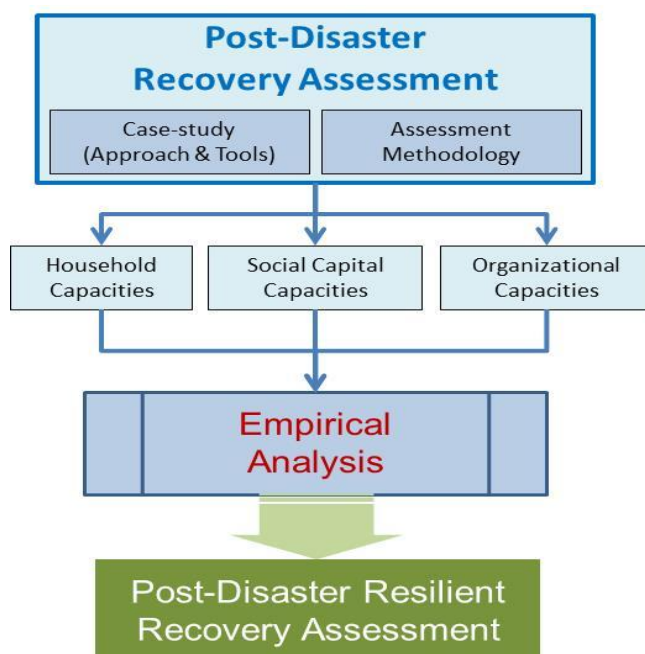 Post-Disaster
Recovery Assessment
Case-study
(Approach & Tools)
Assessment
Methodology
Household
Capacities
Social Capital
Capacities
Organizational
Capacities
Empirical
Analysis
Post-Disaster Resilient
Recovery Assessment